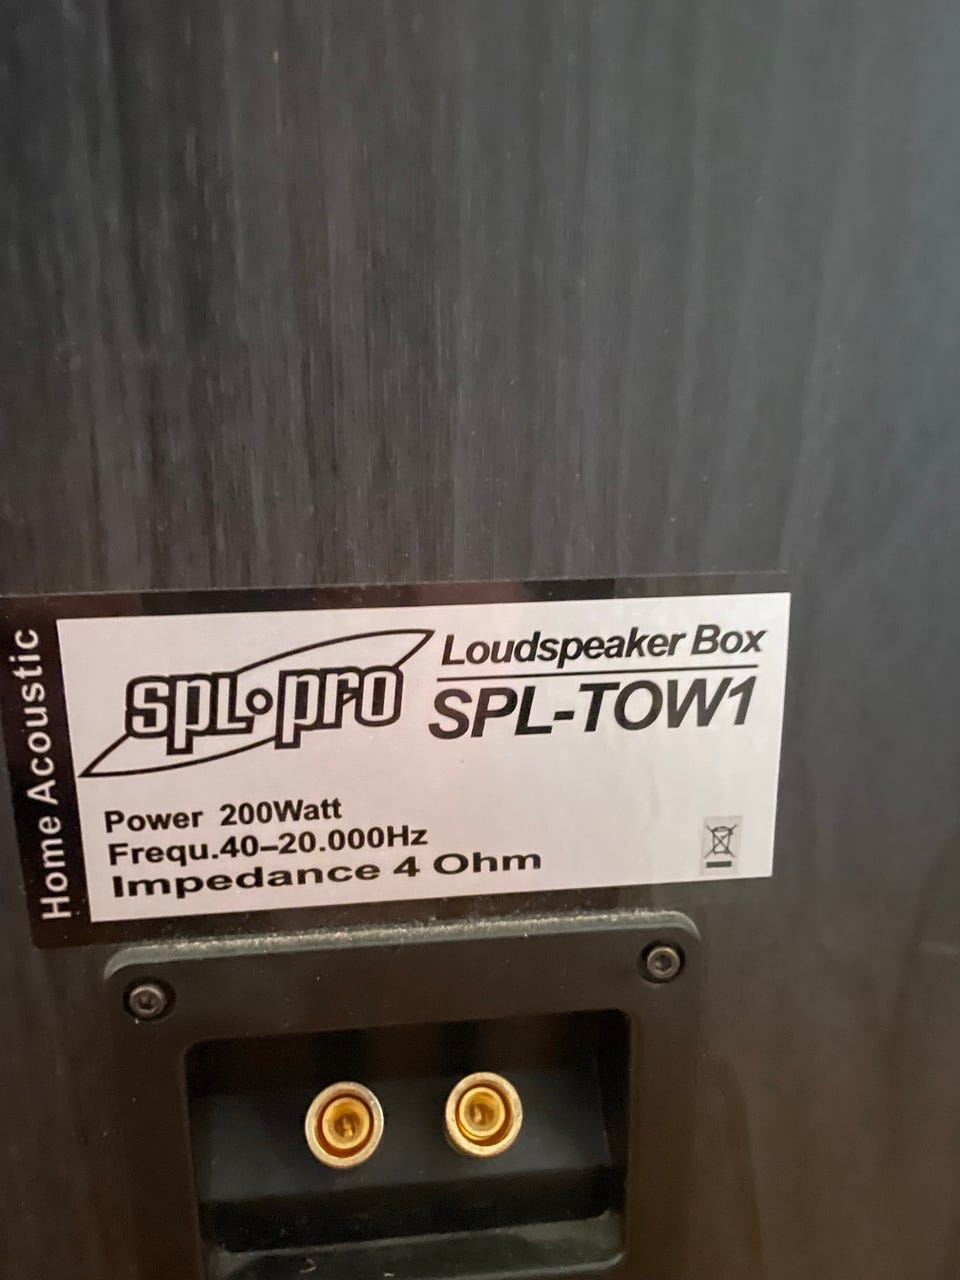 Home Acoustic
SPL•PRO
Loudspeaker Box
SPL-TOW1
Power 200Watt
Frequ.40–20.000Hz
Impedance 4 Ohm